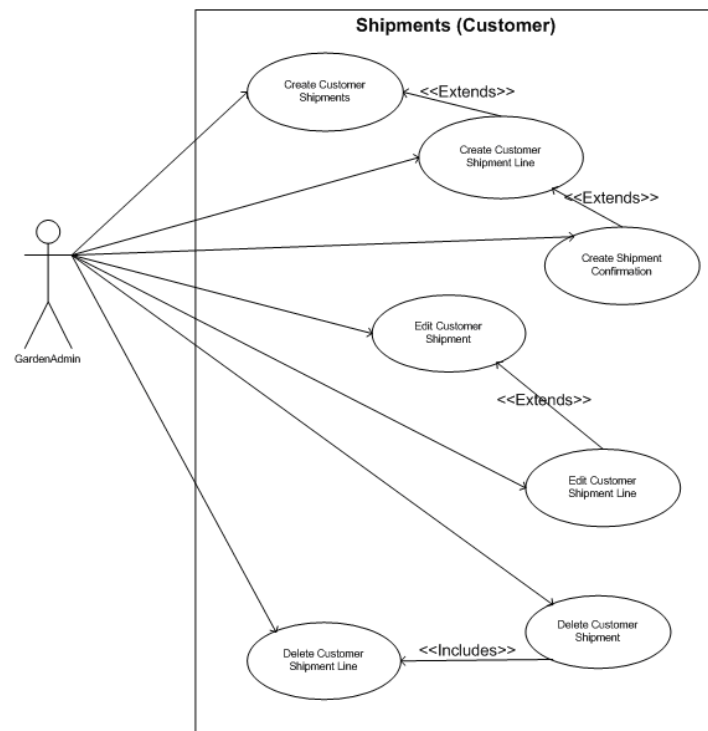 Shipments (Customer)
Create Customer
Shipments
<<Extends>>
Create Customer
Shipment Line
<<Extends>>
Create Shipment
Confirmation
GardenAdmin
Edit Customer
Shipment
<<Extends>>
Edit Customer
Shipment Line
Delete Customer
Shipment
<<Includes>>
Delete Customer
Shipment Line